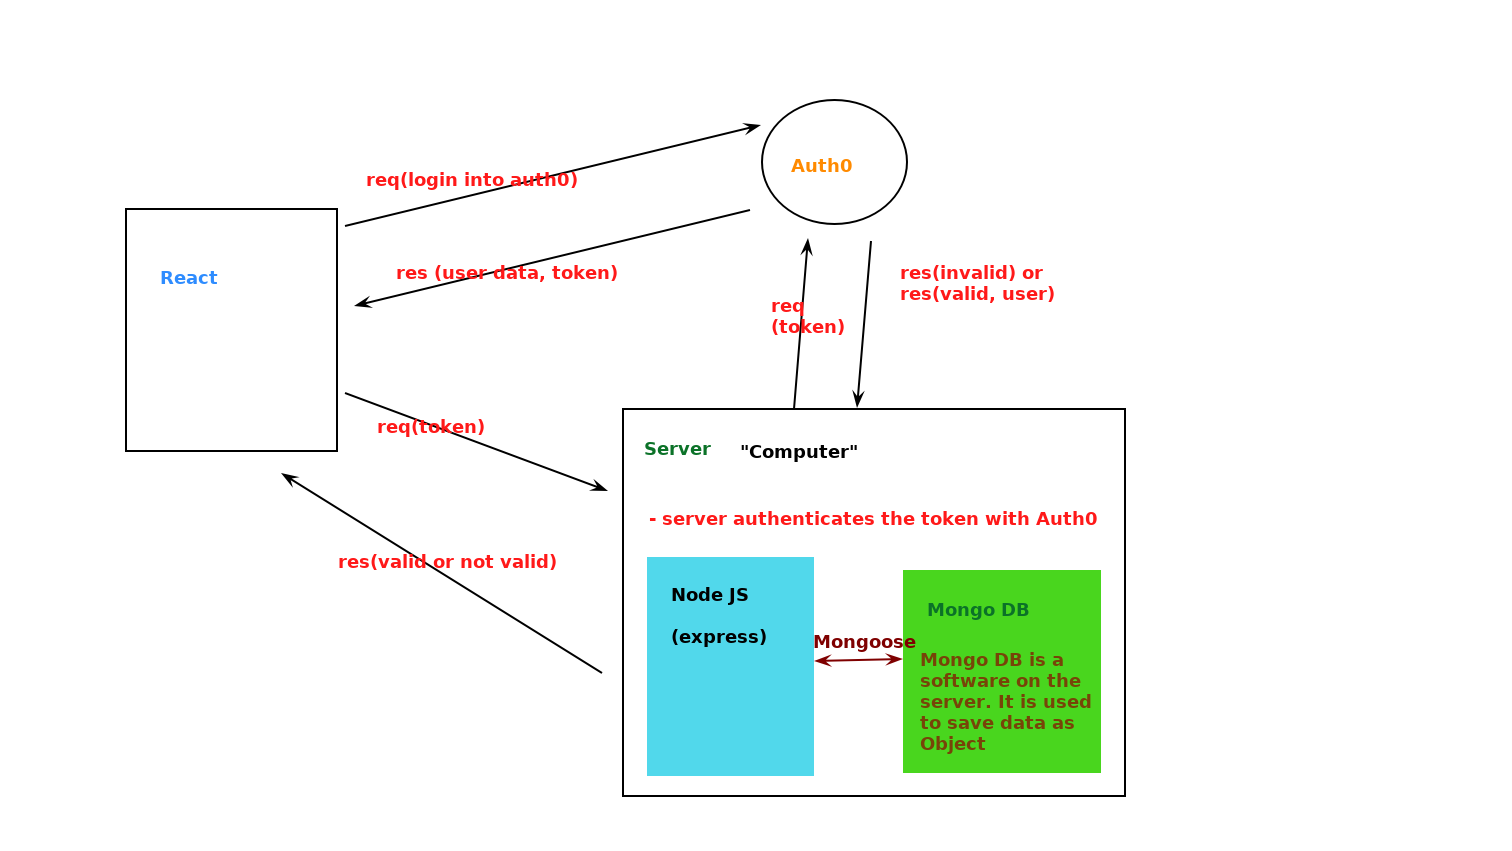 Auth0
req(login into auth0)
React
res (user data, token)
res(invalid) or
res(valid, user)
req
(token)
req(token)
Server
"Computer"
- server authenticates the token with Auth0
res(valid or not valid)
Node JS
(express)
Mongoose
Mongo DB
Mongo DB is a
software on the
server. It is used
to save data as
Object